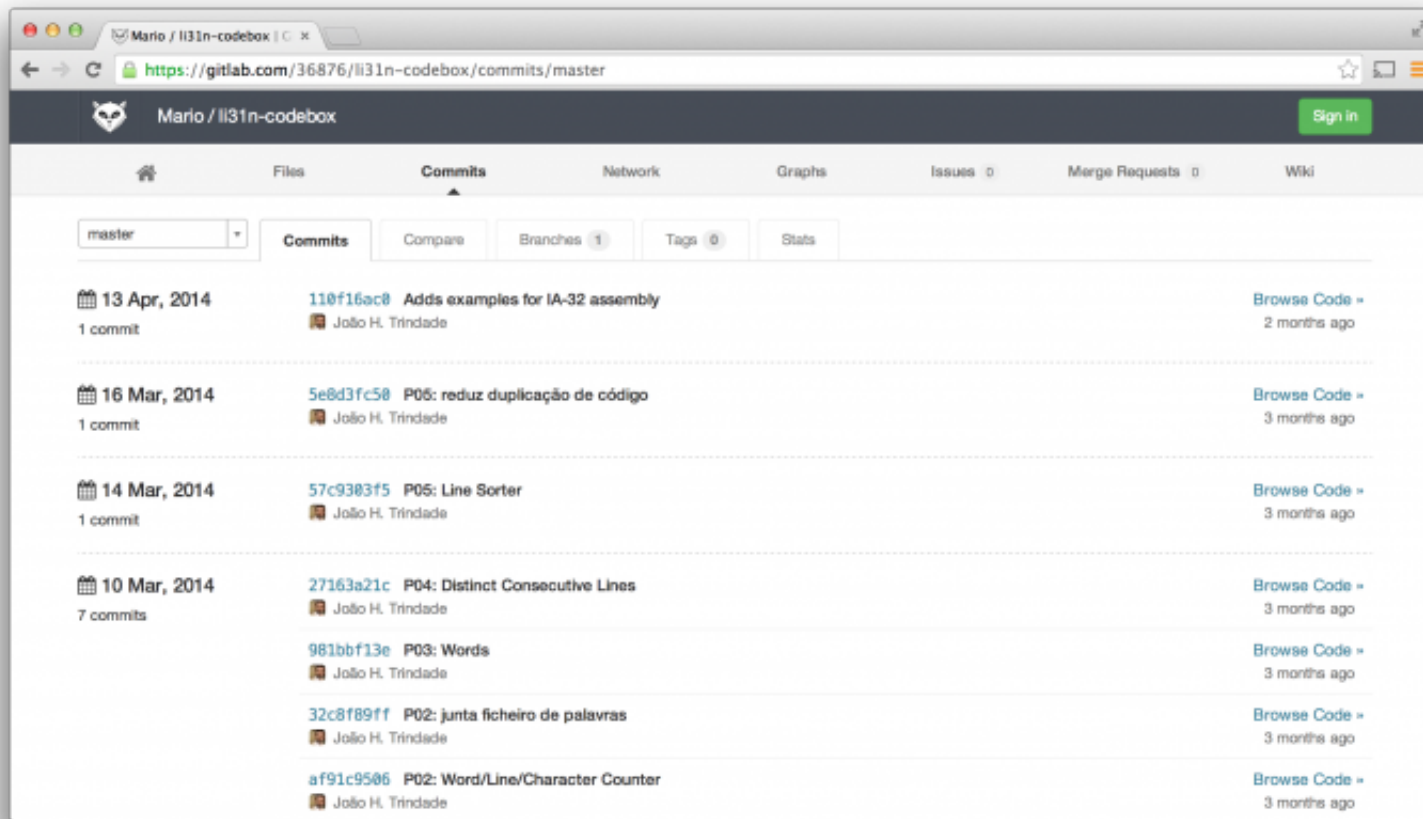 Mario / li31n-codebox | G
https://gitlab.com/36876/li31n-codebox/commits/master
Mario / li31n-codebox
Sign in
Files
Commits
Network
Graphs
Issues 0
Merge Requests 0
Wiki
master
Commits
Compare
Branches 1
Tags 0
Stats
13 Apr, 2014
1 commit
110f16ac0 Adds examples for IA-32 assembly
João H. Trindade
Browse Code »
2 months ago
16 Mar, 2014
1 commit
5e8d3fc50 P05: reduz duplicação de código
João H. Trindade
Browse Code »
3 months ago
14 Mar, 2014
1 commit
57c9303f5 P05: Line Sorter
João H. Trindade
Browse Code »
3 months ago
10 Mar, 2014
7 commits
27163a21c P04: Distinct Consecutive Lines
João H. Trindade
Browse Code »
3 months ago
981bbf13e P03: Words
João H. Trindade
Browse Code »
3 months ago
32c8f89ff P02: junta ficheiro de palavras
João H. Trindade
Browse Code »
3 months ago
af91c9506 P02: Word/Line/Character Counter
João H. Trindade
Browse Code »
3 months ago